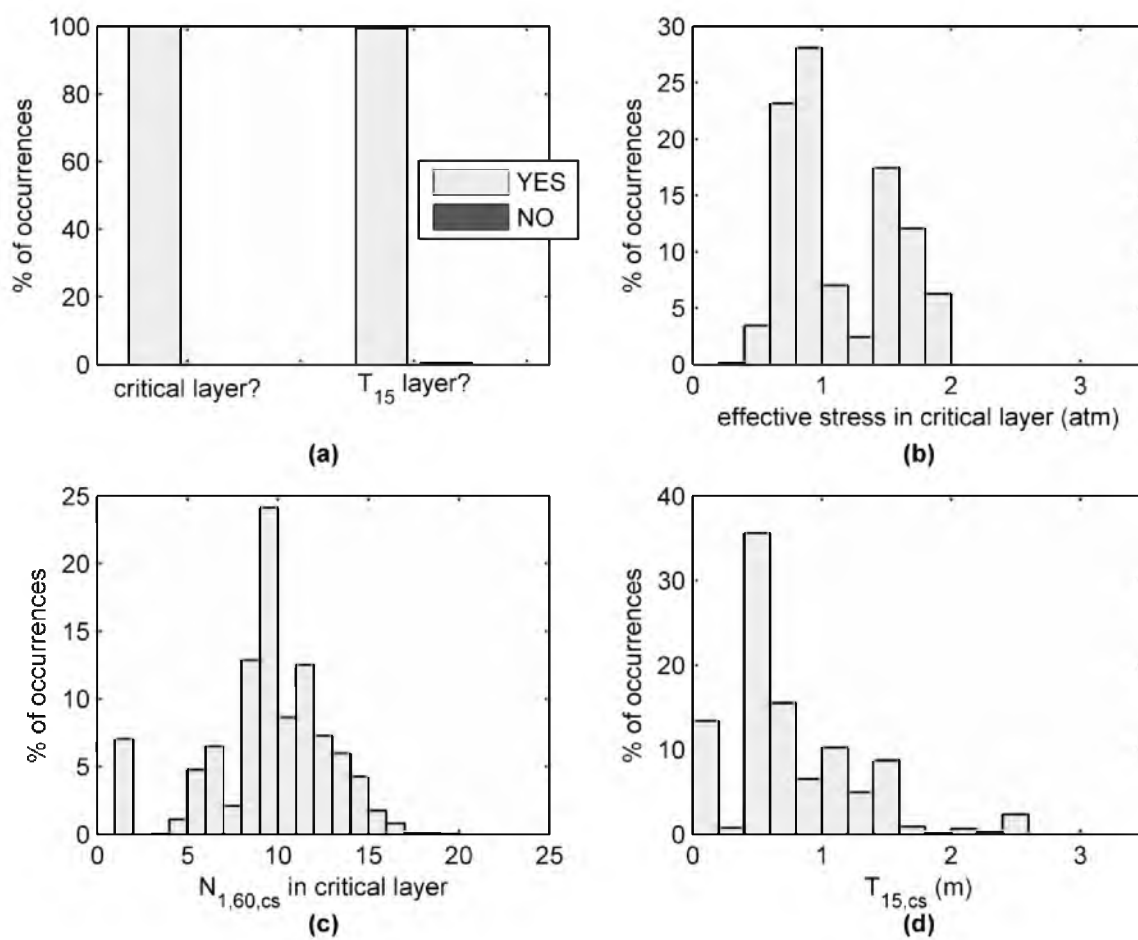 % of occurrences
100
80
60
40
20
0
critical layer?
T15 layer?
YES
NO
(a)
% of occurrences
30
25
20
15
10
5
0
0 1 2 3
effective stress in critical layer (atm)
(b)
% of occurrences
25
20
15
10
5
0
0 5 10 15 20 25
N1,60,cs in critical layer
(c)
% of occurrences
40
30
20
10
0
0 1 2 3
T15,cs (m)
(d)